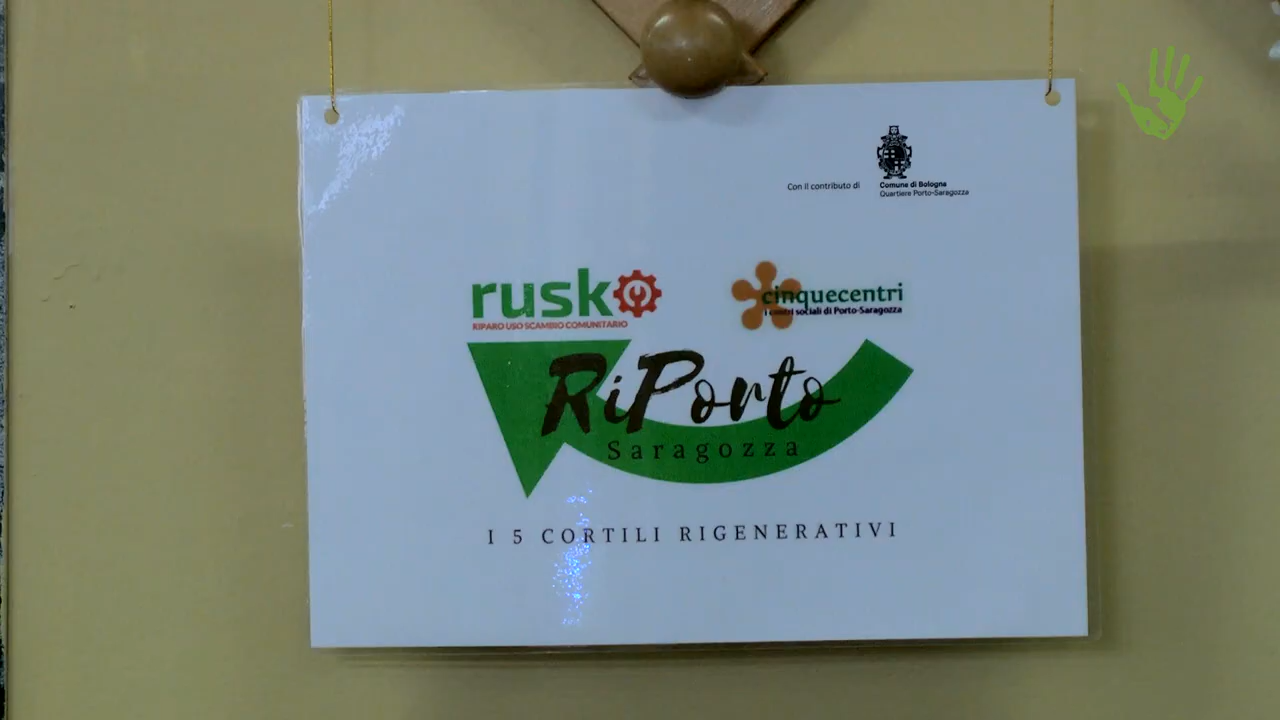 Con il contributo di
Comune di Bologna
Quartiere Porto-Saragozza
rusko
RIPARO USO SCAMBIO COMUNITARIO
cinquecentri
i centri sociali di Porto-Saragozza
RiPorto
Saragozza
I 5 CORTILI RIGENERATIVI